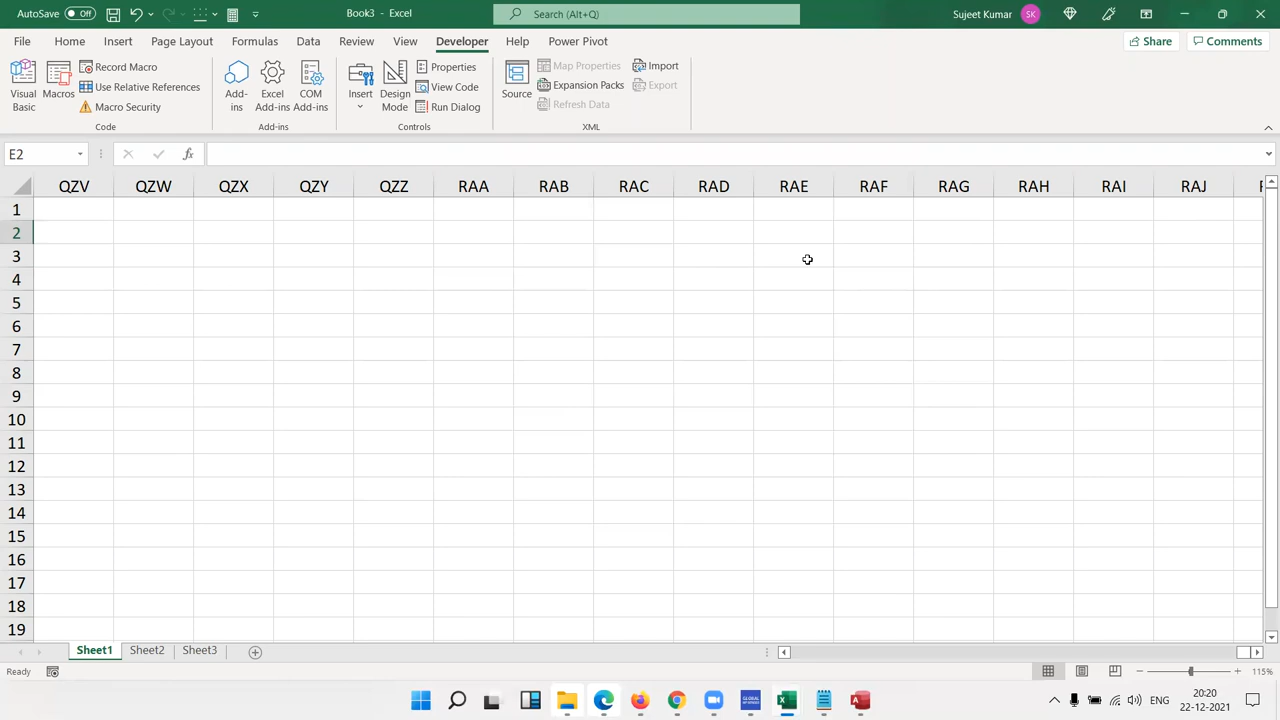 AutoSave Off Book3 - Excel Search (Alt+Q) Sujeet Kumar SK
File Home Insert Page Layout Formulas Data Review View Developer Help Power Pivot Share Comments
Visual Basic
Macros
Record Macro
Use Relative References
Macro Security
Code
Add-ins
Excel Add-ins
COM Add-ins
Add-ins
Insert
Design Mode
Properties
View Code
Run Dialog
Controls
Source
Map Properties
Expansion Packs
Refresh Data
Import
Export
XML
E2 fx
QZV QZW QZX QZY QZZ RAA RAB RAC RAD RAE RAF RAG RAH RAI RAJ
1
2
3
4
5
6
7
8
9
10
11
12
13
14
15
16
17
18
19
Sheet1 Sheet2 Sheet3
Ready 115%
ENG 20:20
22-12-2021